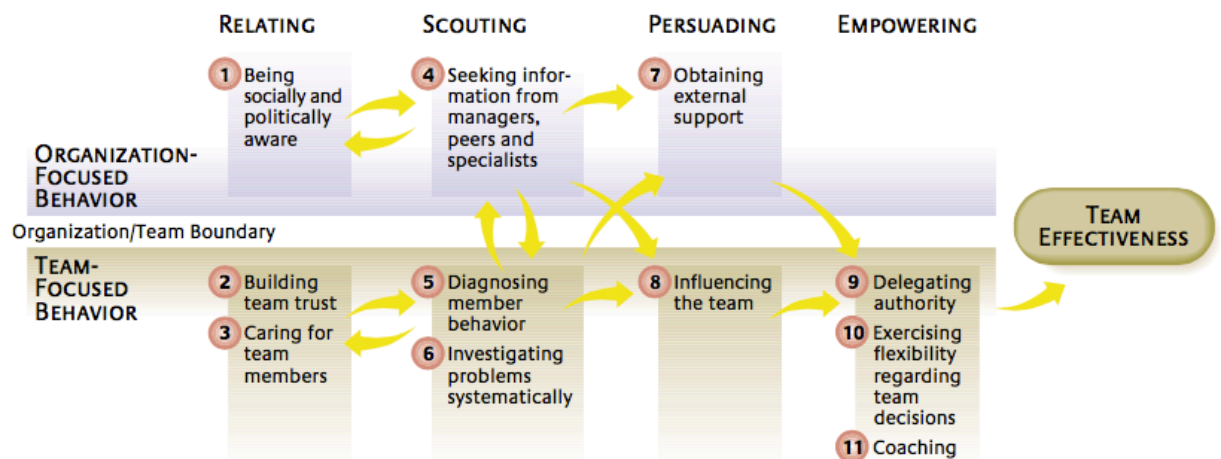 RELATING
SCOUTING
PERSUADING
EMPOWERING
1 Being
socially and
politically
aware
4 Seeking infor-
mation from
managers,
peers and
specialists
7 Obtaining
external
support
ORGANIZATION-
FOCUSED
BEHAVIOR
Organization/Team Boundary
TEAM
EFFECTIVENESS
TEAM-
FOCUSED
BEHAVIOR
2 Building
team trust
3 Caring for
team
members
5 Diagnosing
member
behavior
6 Investigating
problems
systematically
8 Influencing
the team
9 Delegating
authority
10 Exercising
flexibility
regarding
team
decisions
11 Coaching